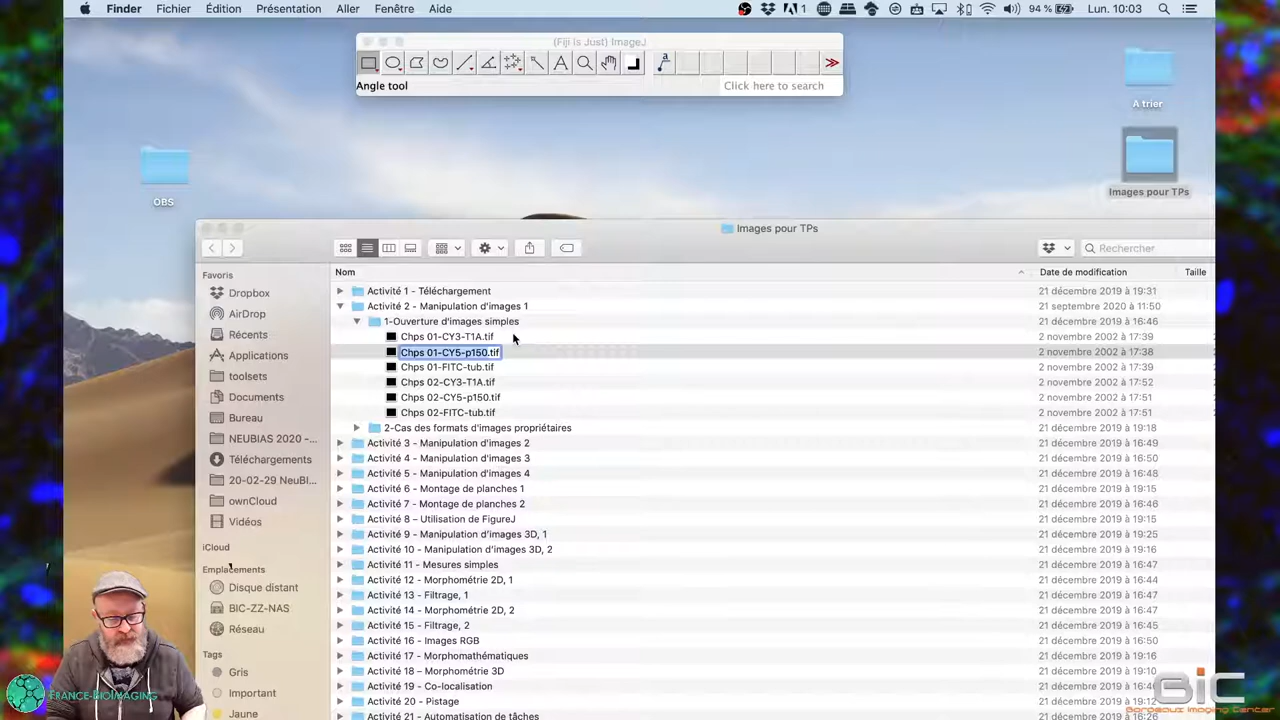 Finder Fichier Édition Présentation Aller Fenêtre Aide 1 94 % Lun. 10:03
(Fiji Is Just) ImageJ
Angle tool Click here to search
A trier
OBS
Images pour TPs
Images pour TPs
Rechercher
Favoris
Dropbox
AirDrop
Récents
Applications
toolsets
Documents
Bureau
NEUBIAS 2020 -...
Téléchargements
20-02-29 NeuBI...
ownCloud
Vidéos
iCloud
Emplacements
Disque distant
BIC-ZZ-NAS
Réseau
Tags
Gris
Important
Jaune
Nom Date de modification Taille
Activité 1 - Téléchargement 21 décembre 2019 à 19:31
Activité 2 - Manipulation d'images 1 21 septembre 2020 à 11:50
1-Ouverture d'images simples 21 décembre 2019 à 16:46
Chps 01-CY3-T1A.tif 2 novembre 2002 à 17:39
Chps 01-CY5-p150.tif 2 novembre 2002 à 17:38
Chps 01-FITC-tub.tif 2 novembre 2002 à 17:39
Chps 02-CY3-T1A.tif 2 novembre 2002 à 17:52
Chps 02-CY5-p150.tif 2 novembre 2002 à 17:51
Chps 02-FITC-tub.tif 2 novembre 2002 à 17:51
2-Cas des formats d'images propriétaires 21 décembre 2019 à 19:18
Activité 3 - Manipulation d'images 2 21 décembre 2019 à 16:49
Activité 4 - Manipulation d'images 3 21 décembre 2019 à 16:50
Activité 5 - Manipulation d'images 4 21 décembre 2019 à 16:48
Activité 6 - Montage de planches 1 21 décembre 2019 à 19:15
Activité 7 - Montage de planches 2 21 décembre 2019 à 16:46
Activité 8 – Utilisation de FigureJ 21 décembre 2019 à 19:15
Activité 9 - Manipulation d'images 3D, 1 21 décembre 2019 à 19:25
Activité 10 - Manipulation d'images 3D, 2 21 décembre 2019 à 19:16
Activité 11 - Mesures simples 21 décembre 2019 à 16:47
Activité 12 - Morphométrie 2D, 1 21 décembre 2019 à 16:44
Activité 13 - Filtrage, 1 21 décembre 2019 à 16:47
Activité 14 - Morphométrie 2D, 2 21 décembre 2019 à 16:47
Activité 15 - Filtrage, 2 21 décembre 2019 à 16:45
Activité 16 - Images RGB 21 décembre 2019 à 16:50
Activité 17 - Morphomathématiques 21 décembre 2019 à 19:16
Activité 18 – Morphométrie 3D 21 décembre 2019 à 19:10
Activité 19 - Co-localisation 21 décembre 2019 à 16:4
Activité 20 - Pistage 21 décembre 2019 à
Activité 21 - Automatisation de tâches 21 décembre 2019 à
FRANCE-BIOIMAGING
BIC
Bordeaux Imaging Center